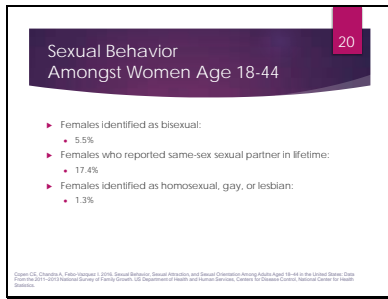 20
Sexual Behavior
Amongst Women Age 18-44
Females identified as bisexual:
5.5%
Females who reported same-sex sexual partner in lifetime:
17.4%
Females identified as homosexual, gay, or lesbian:
1.3%
Copen CE, Chandra A, Febo-Vazquez I. 2016. Sexual Behavior, Sexual Attraction, and Sexual Orientation Among Adults Aged 18-44 in the United States: Data
From the 2011-2013 National Survey of Family Growth. US Department of Health and Human Services, Centers for Disease Control, National Center for Health
Statistics.